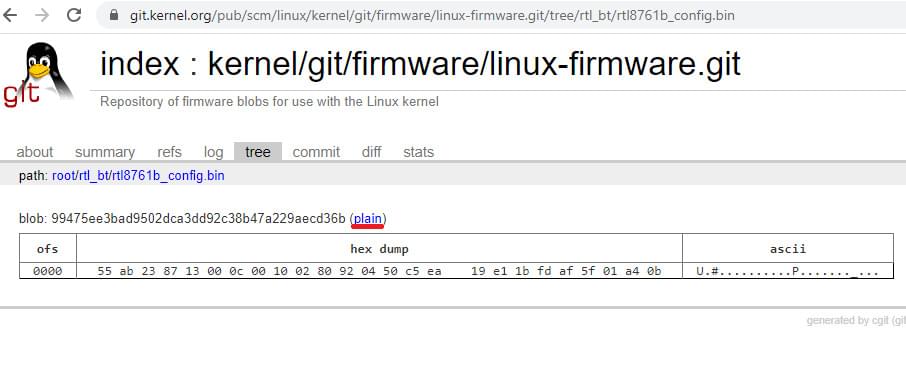 git.kernel.org/pub/scm/linux/kernel/git/firmware/linux-firmware.git/tree/rtl_bt/rtl8761b_config.bin
git
index : kernel/git/firmware/linux-firmware.git
Repository of firmware blobs for use with the Linux kernel
about summary refs log tree commit diff stats
path: root/rtl_bt/rtl8761b_config.bin
blob: 99475ee3bad9502dca3dd92c38b47a229aecd36b (plain)
ofs hex dump ascii
0000 55 ab 23 87 13 00 0c 00 10 02 80 92 04 50 c5 ea 19 e1 1b fd af 5f 01 a4 0b U.#..........P......._...
generated by cgit (git